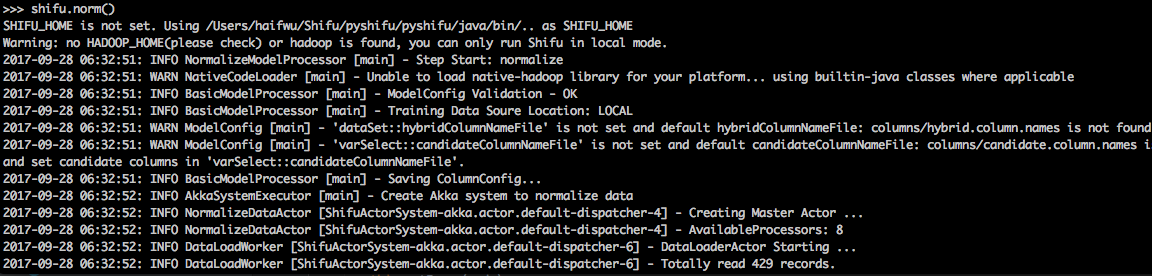 >>> shifu.norm()
SHIFU_HOME is not set. Using /Users/haifwu/Shifu/pyshifu/pyshifu/java/bin/.. as SHIFU_HOME
Warning: no HADOOP_HOME(please check) or hadoop is found, you can only run Shifu in local mode.
2017-09-28 06:32:51: INFO NormalizeModelProcessor [main] - Step Start: normalize
2017-09-28 06:32:51: WARN NativeCodeLoader [main] - Unable to load native-hadoop library for your platform... using builtin-java classes where applicable
2017-09-28 06:32:51: INFO BasicModelProcessor [main] - ModelConfig Validation - OK
2017-09-28 06:32:51: INFO BasicModelProcessor [main] - Training Data Soure Location: LOCAL
2017-09-28 06:32:51: WARN ModelConfig [main] - 'dataSet::hybridColumnNameFile' is not set and default hybridColumnNameFile: columns/hybrid.column.names is not found
2017-09-28 06:32:51: WARN ModelConfig [main] - 'varSelect::candidateColumnNameFile' is not set and default candidateColumnNameFile: columns/candidate.column.names i
and set candidate columns in 'varSelect::candidateColumnNameFile'.
2017-09-28 06:32:51: INFO BasicModelProcessor [main] - Saving ColumnConfig...
2017-09-28 06:32:52: INFO AkkaSystemExecutor [main] - Create Akka system to normalize data
2017-09-28 06:32:52: INFO NormalizeDataActor [ShifuActorSystem-akka.actor.default-dispatcher-4] - Creating Master Actor ...
2017-09-28 06:32:52: INFO NormalizeDataActor [ShifuActorSystem-akka.actor.default-dispatcher-4] - AvailableProcessors: 8
2017-09-28 06:32:52: INFO DataLoadWorker [ShifuActorSystem-akka.actor.default-dispatcher-6] - DataLoaderActor Starting ...
2017-09-28 06:32:52: INFO DataLoadWorker [ShifuActorSystem-akka.actor.default-dispatcher-6] - Totally read 429 records.